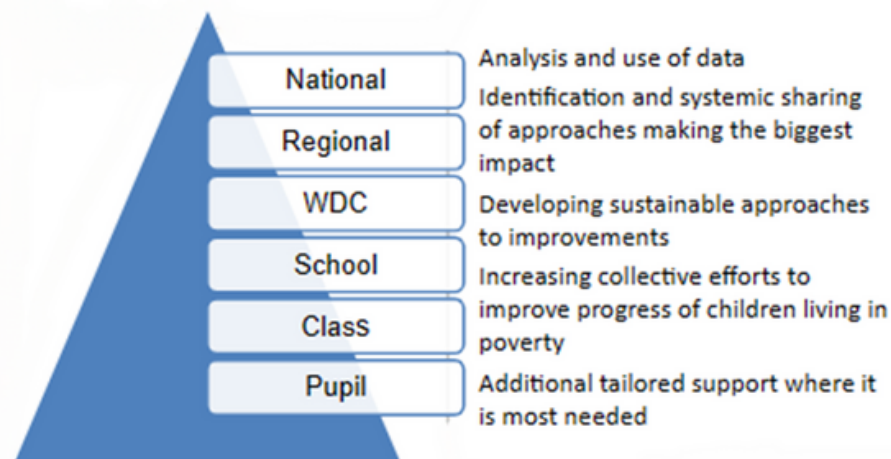 National
Regional
WDC
School
Class
Pupil
Analysis and use of data
Identification and systemic sharing
of approaches making the biggest
impact
Developing sustainable approaches
to improvements
Increasing collective efforts to
improve progress of children living in
poverty
Additional tailored support where it
is most needed